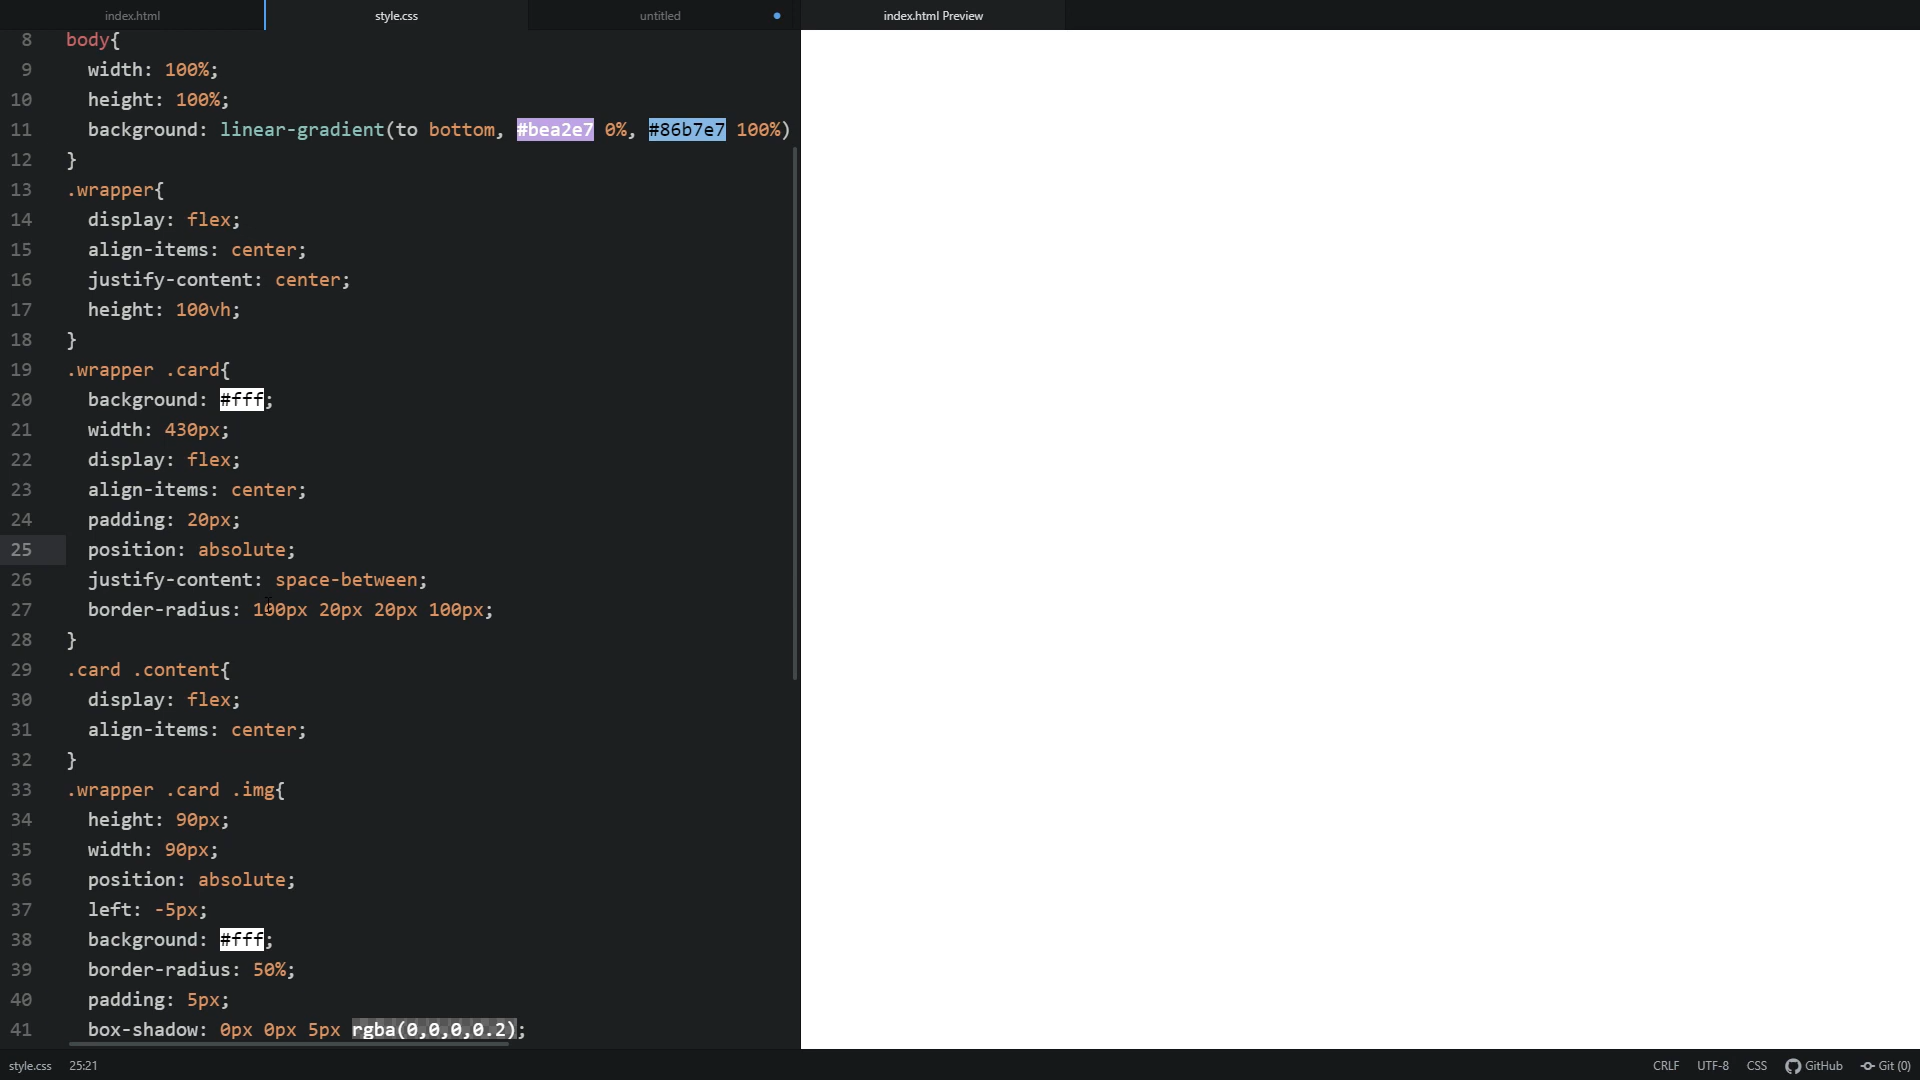 index.html
style.css
untitled
index.html Preview
8 body{
9 width: 100%;
10 height: 100%;
11 background: linear-gradient(to bottom, #bea2e7 0%, #86b7e7 100%)
12 }
13 .wrapper{
14 display: flex;
15 align-items: center;
16 justify-content: center;
17 height: 100vh;
18 }
19 .wrapper .card{
20 background: #fff;
21 width: 430px;
22 display: flex;
23 align-items: center;
24 padding: 20px;
25 position: absolute;
26 justify-content: space-between;
27 border-radius: 100px 20px 20px 100px;
28 }
29 .card .content{
30 display: flex;
31 align-items: center;
32 }
33 .wrapper .card .img{
34 height: 90px;
35 width: 90px;
36 position: absolute;
37 left: -5px;
38 background: #fff;
39 border-radius: 50%;
40 padding: 5px;
41 box-shadow: 0px 0px 5px rgba(0,0,0,0.2);
style.css 25:21 CRLF UTF-8 CSS GitHub Git (0)